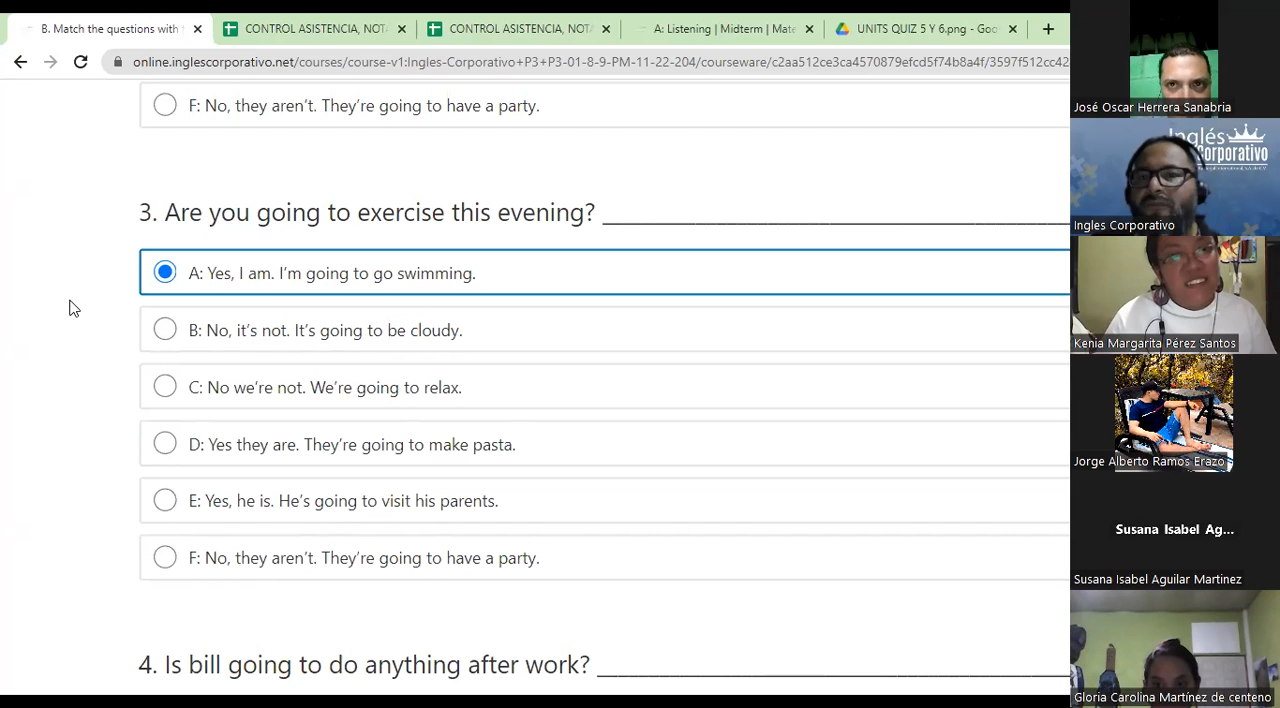 B. Match the questions with
CONTROL ASISTENCIA, NOT
CONTROL ASISTENCIA, NOT
A: Listening | Midterm | Mate
UNITS QUIZ 5 Y 6.png - Goo
online.inglescorporativo.net/courses/course-v1:Ingles-Corporativo+P3+P3-01-8-9-PM-11-22-204/courseware/c2aa512ce3ca4570879efcd5f74b8a4f/3597f512cc42
F: No, they aren't. They're going to have a party.
3. Are you going to exercise this evening? ____________________
A: Yes, I am. I'm going to go swimming.
B: No, it's not. It's going to be cloudy.
C: No we're not. We're going to relax.
D: Yes they are. They're going to make pasta.
E: Yes, he is. He's going to visit his parents.
F: No, they aren't. They're going to have a party.
4. Is bill going to do anything after work? ____________________
José Oscar Herrera Sanabria
Inglés
Corporativo
Ingles Corporativo
Kenia Margarita Pérez Santos
Jorge Alberto Ramos Erazo
Susana Isabel Ag...
Susana Isabel Aguilar Martinez
Gloria Carolina Martínez de centeno